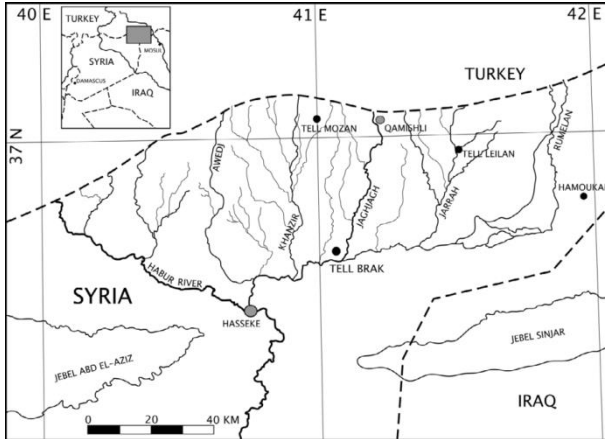 40 E
41 E
42 E
TURKEY
MOSUL
SYRIA
DAMASCUS
IRAQ
TURKEY
37 N
TELL MOZAN
QAMISHLI
TELL LEILAN
RUMELAN
AWEDJ
HAMOUKAR
KHANZIR
JAGHJAGH
JARRAH
TELL BRAK
HABUR RIVER
SYRIA
HASSEKE
JEBEL SINJAR
JEBEL ABD EL-AZIZ
IRAQ
0 20 40 KM